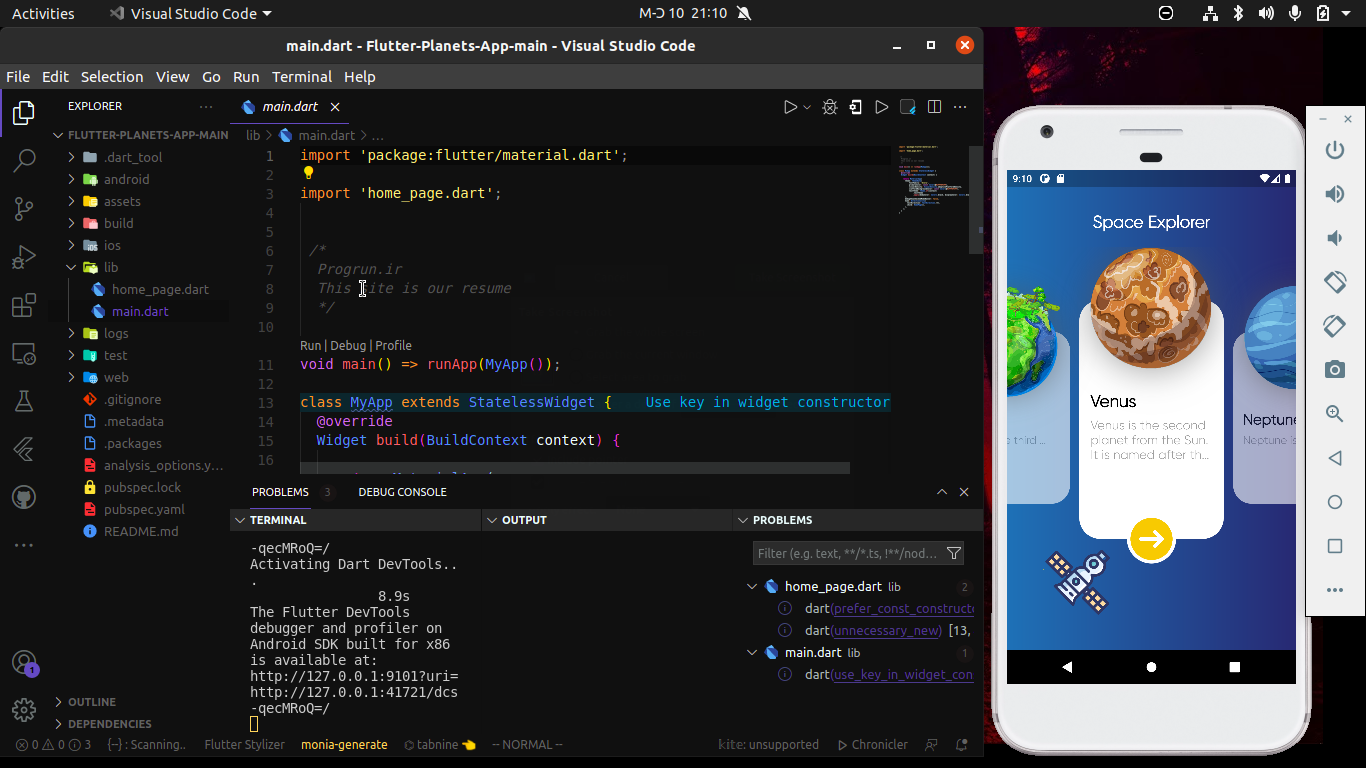 Activities
Visual Studio Code
21:10
main.dart - Flutter-Planets-App-main - Visual Studio Code
File Edit Selection View Go Run Terminal Help
EXPLORER
FLUTTER-PLANETS-APP-MAIN
.dart_tool
android
assets
build
ios
lib
home_page.dart
main.dart
logs
test
web
.gitignore
.metadata
.packages
analysis_options.y...
pubspec.lock
pubspec.yaml
README.md
OUTLINE
DEPENDENCIES
main.dart
lib > main.dart > ...
1 import 'package:flutter/material.dart';
2
3 import 'home_page.dart';
4
5
6 /*
7 Progrun.ir
8 This site is our resume
9 */
10
Run | Debug | Profile
11 void main() => runApp(MyApp());
12
13 class MyApp extends StatelessWidget { Use key in widget constructor
14 @override
15 Widget build(BuildContext context) {
16
PROBLEMS 3 DEBUG CONSOLE
TERMINAL
-qecMRoQ=/
Activating Dart DevTools..
.
8.9s
The Flutter DevTools
debugger and profiler on
Android SDK built for x86
is available at:
http://127.0.0.1:9101?uri=
http://127.0.0.1:41721/dcs
-qecMRoQ=/
OUTPUT
PROBLEMS
Filter (e.g. text, **/*.ts, !**/nod...
home_page.dart lib 2
dart(prefer_const_constructo
dart(unnecessary_new) [13,
main.dart lib 1
dart(use_key_in_widget_con
1
0 0 3 {--} : Scanning.. Flutter Stylizer monia-generate tabnine -- NORMAL -- kite: unsupported Chronicler
9:10
Space Explorer
e third ...
Venus
Venus is the second
planet from the Sun.
It is named after th...
Neptune
Neptune is